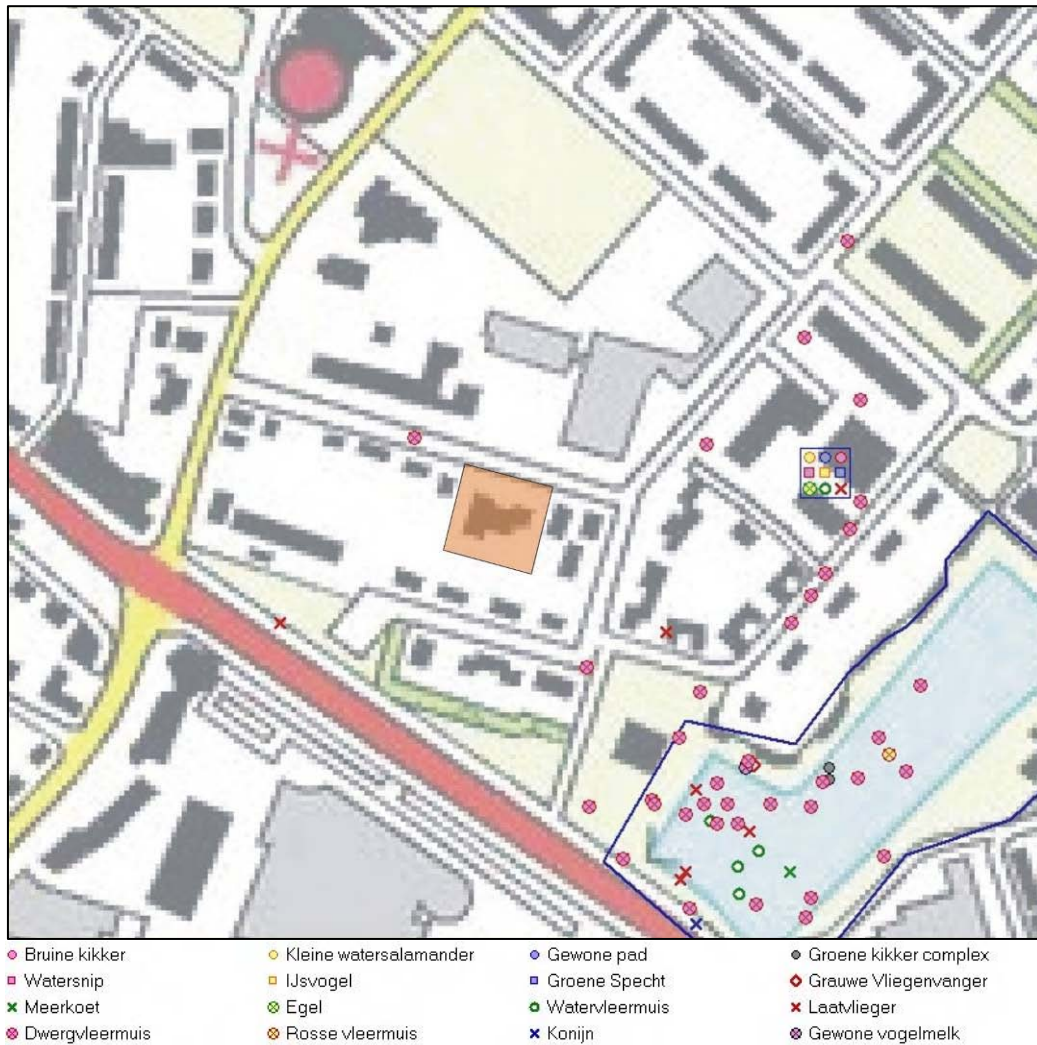 Bruine kikker Kleine watersalamander Gewone pad Groene kikker complex
Watersnip IJsvogel Groene Specht Grauwe Vliegenvanger
Meerkoet Egel Watervleermuis Laatvlieger
Dwergvleermuis Rosse vleermuis Konijn Gewone vogelmelk